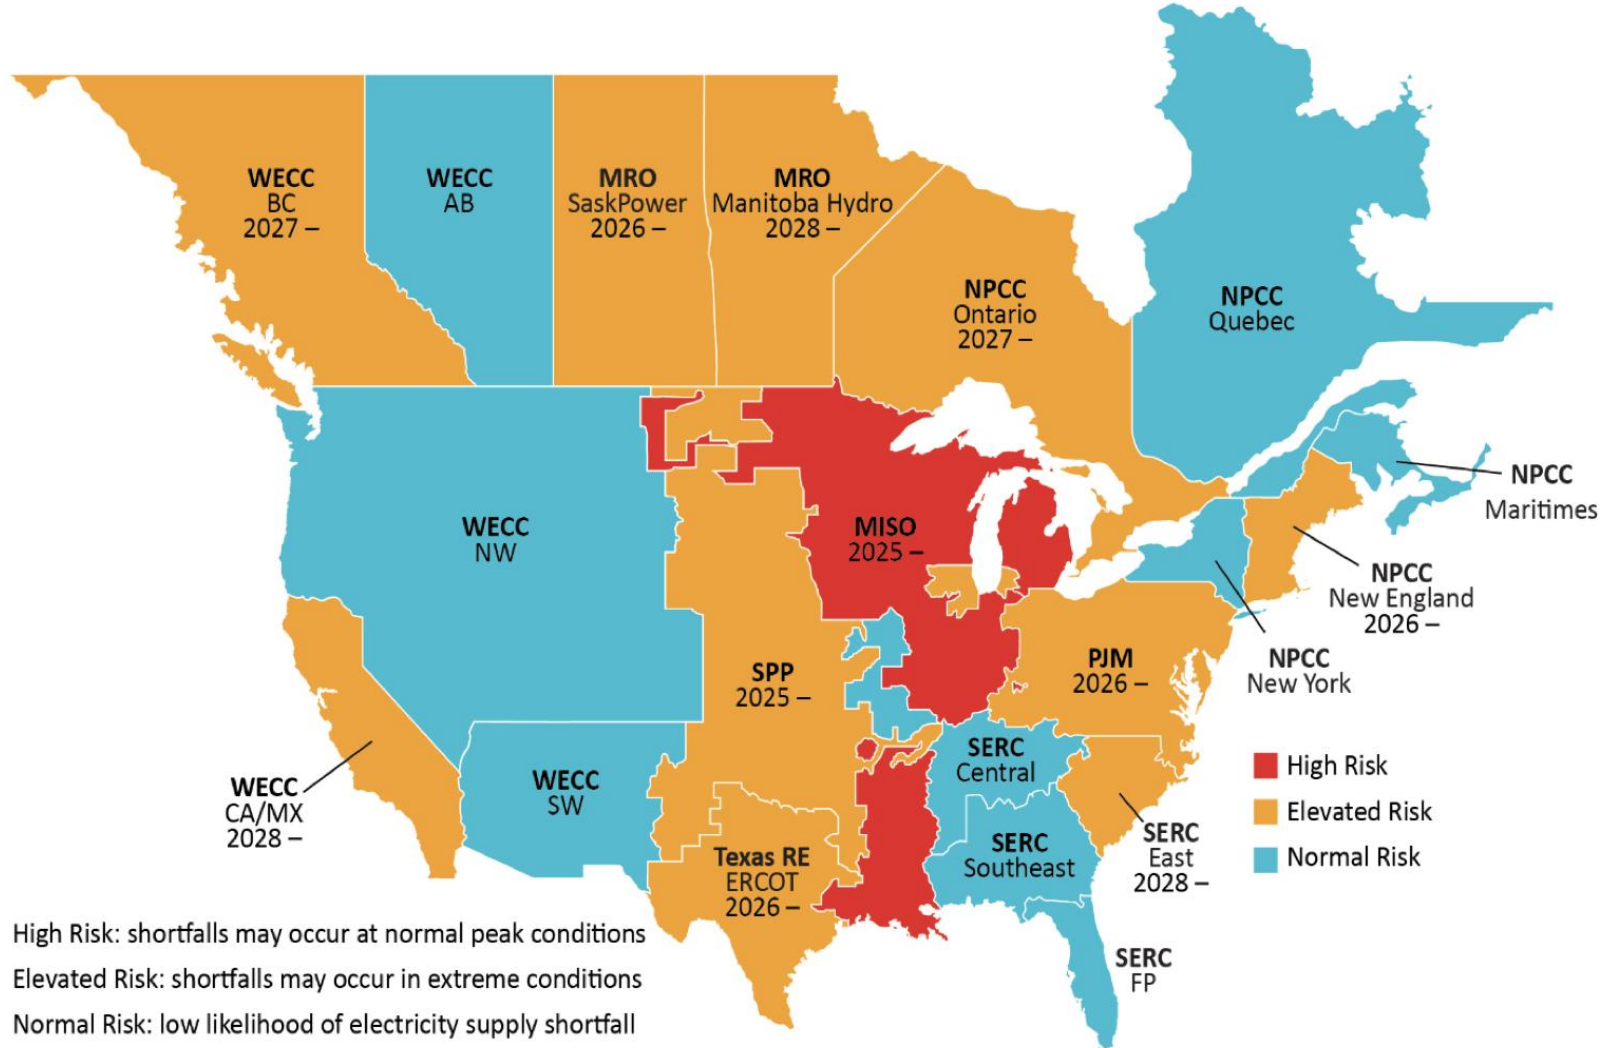 WECC
BC
2027 –
WECC
AB
MRO
SaskPower
2026 –
MRO
Manitoba Hydro
2028 –
NPCC
Ontario
2027 –
NPCC
Quebec
NPCC
Maritimes
WECC
NW
MISO
2025 –
NPCC
New England
2026 –
NPCC
New York
SPP
2025 –
PJM
2026 –
WECC
CA/MX
2028 –
WECC
SW
SERC
Central
SERC
Southeast
SERC
East
2028 –
Texas RE
ERCOT
2026 –
SERC
FP
High Risk
Elevated Risk
Normal Risk
High Risk: shortfalls may occur at normal peak conditions
Elevated Risk: shortfalls may occur in extreme conditions
Normal Risk: low likelihood of electricity supply shortfall